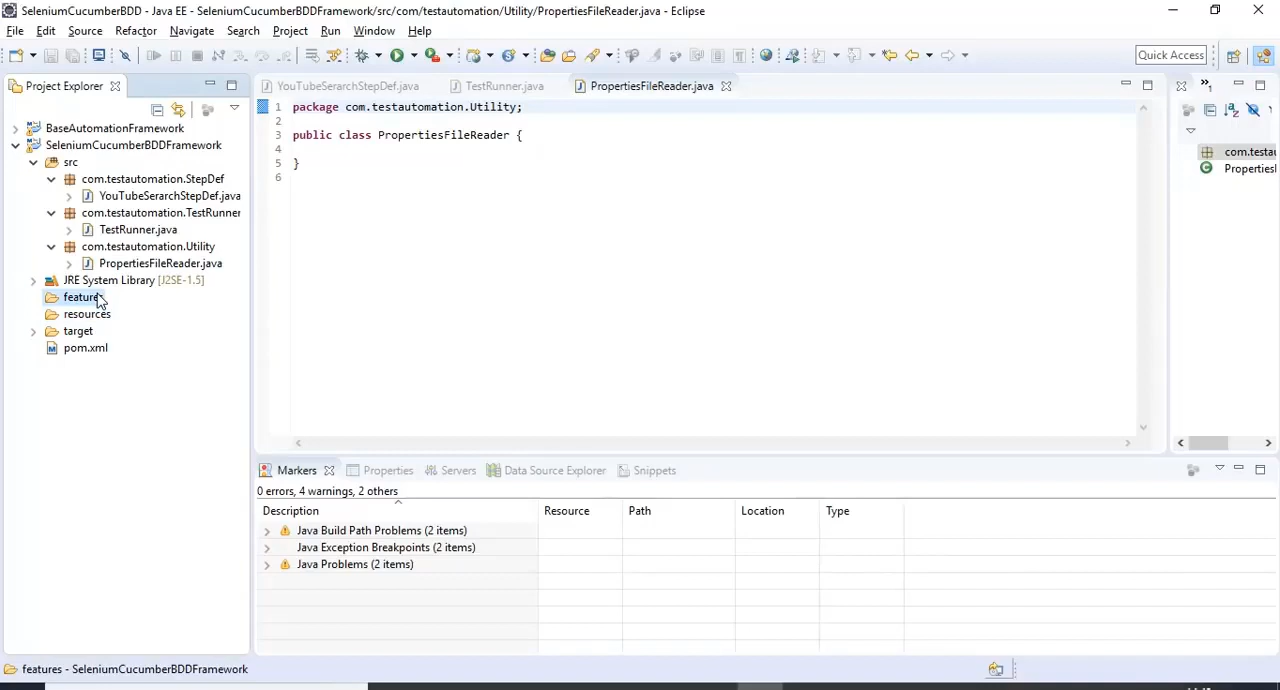 SeleniumCucumberBDD - Java EE - SeleniumCucumberBDDFramework/src/com/testautomation/Utility/PropertiesFileReader.java - Eclipse
File Edit Source Refactor Navigate Search Project Run Window Help
Quick Access
Project Explorer
YouTubeSerarchStepDef.java TestRunner.java PropertiesFileReader.java
BaseAutomationFramework
SeleniumCucumberBDDFramework
src
com.testautomation.StepDef
YouTubeSerarchStepDef.java
com.testautomation.TestRunner
TestRunner.java
com.testautomation.Utility
PropertiesFileReader.java
JRE System Library [J2SE-1.5]
features
resources
target
pom.xml
1 package com.testautomation.Utility;
2
3 public class PropertiesFileReader {
4
5 }
6
com.testau
PropertiesI
Markers Properties Servers Data Source Explorer Snippets
0 errors, 4 warnings, 2 others
Description Resource Path Location Type
Java Build Path Problems (2 items)
Java Exception Breakpoints (2 items)
Java Problems (2 items)
features - SeleniumCucumberBDDFramework